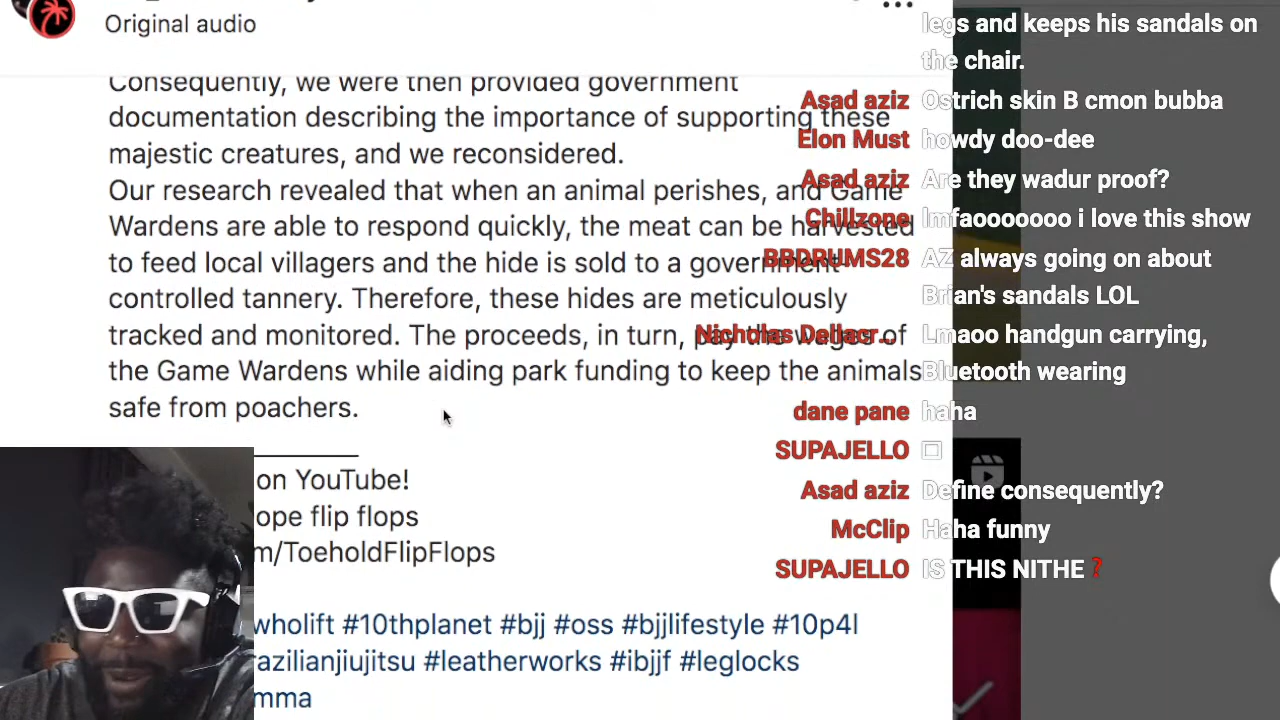 Original audio
Consequently, we were then provided government
documentation describing the importance of supporting these
majestic creatures, and we reconsidered.
Our research revealed that when an animal perishes, and Game
Wardens are able to respond quickly, the meat can be harvested
to feed local villagers and the hide is sold to a government-
controlled tannery. Therefore, these hides are meticulously
tracked and monitored. The proceeds, in turn, pay the wages of
the Game Wardens while aiding park funding to keep the animals
safe from poachers.
on YouTube!
ope flip flops
m/ToeholdFlipFlops
wholift #10thplanet #bjj #oss #bjjlifestyle #10p4l
razilianjiujitsu #leatherworks #ibjjf #leglocks
mma
legs and keeps his sandals on
the chair.
Asad aziz Ostrich skin B cmon bubba
Elon Must howdy doo-dee
Asad aziz Are they wadur proof?
Chillzone lmfaooooooo i love this show
BBDRUMS28 AZ always going on about
Brian's sandals LOL
Nicholas Dellacr... Lmaoo handgun carrying,
Bluetooth wearing
dane pane haha
SUPAJELLO
Asad aziz Define consequently?
McClip Haha funny
SUPAJELLO IS THIS NITHE ❓